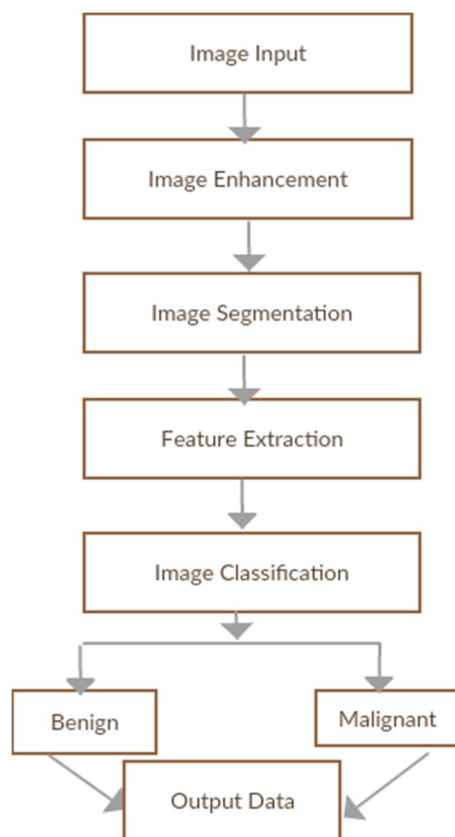 Image Input
Image Enhancement
Image Segmentation
Feature Extraction
Image Classification
Benign
Malignant
Output Data